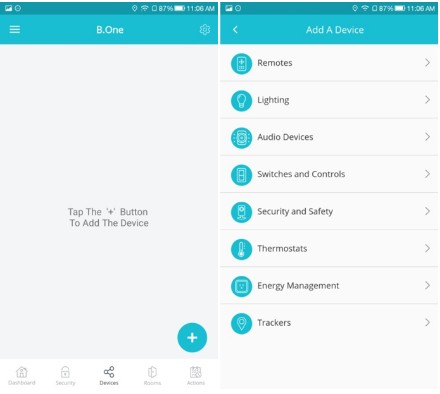 87% 11:06 AM
B.One
Tap The '+' Button
To Add The Device
+
Dashboard Security Devices Rooms Actions
87% 11:06 AM
Add A Device
Remotes
Lighting
Audio Devices
Switches and Controls
Security and Safety
Thermostats
Energy Management
Trackers